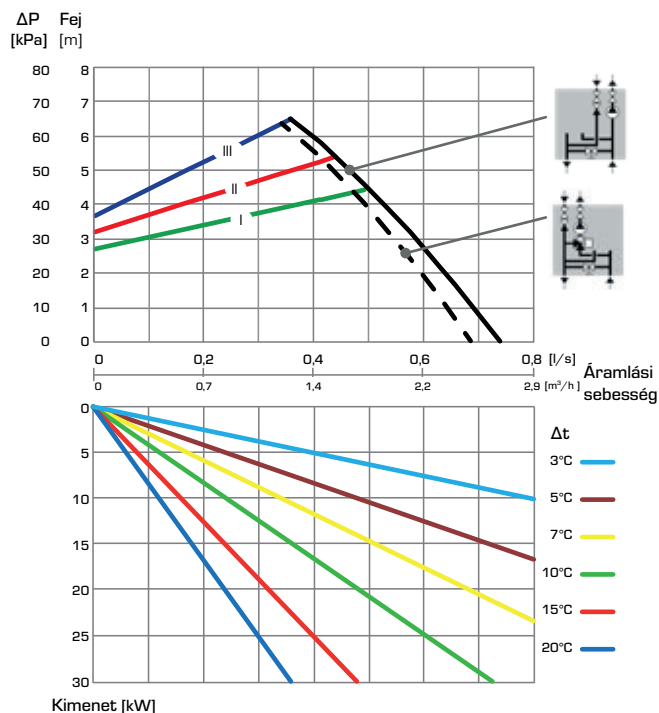 ΔP Fej
[kPa] [m]
80 8
70 7
60 6
50 5
40 4
30 3
20 2
10 1
0 0
III
II
I
0 0,2 0,4 0,6 0,8 [l/s]
0 0,7 1,4 2,2 2,9 [m³/h]
Áramlási
sebesség
0
5
10
15
20
25
30
Kimenet [kW]
Δt
3°C
5°C
7°C
10°C
15°C
20°C